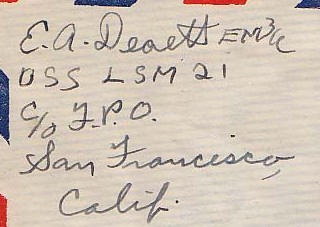 E. A. Deaett EM3/c
USS LSM 21
C/o F.P.O.
San Francisco,
Calif.